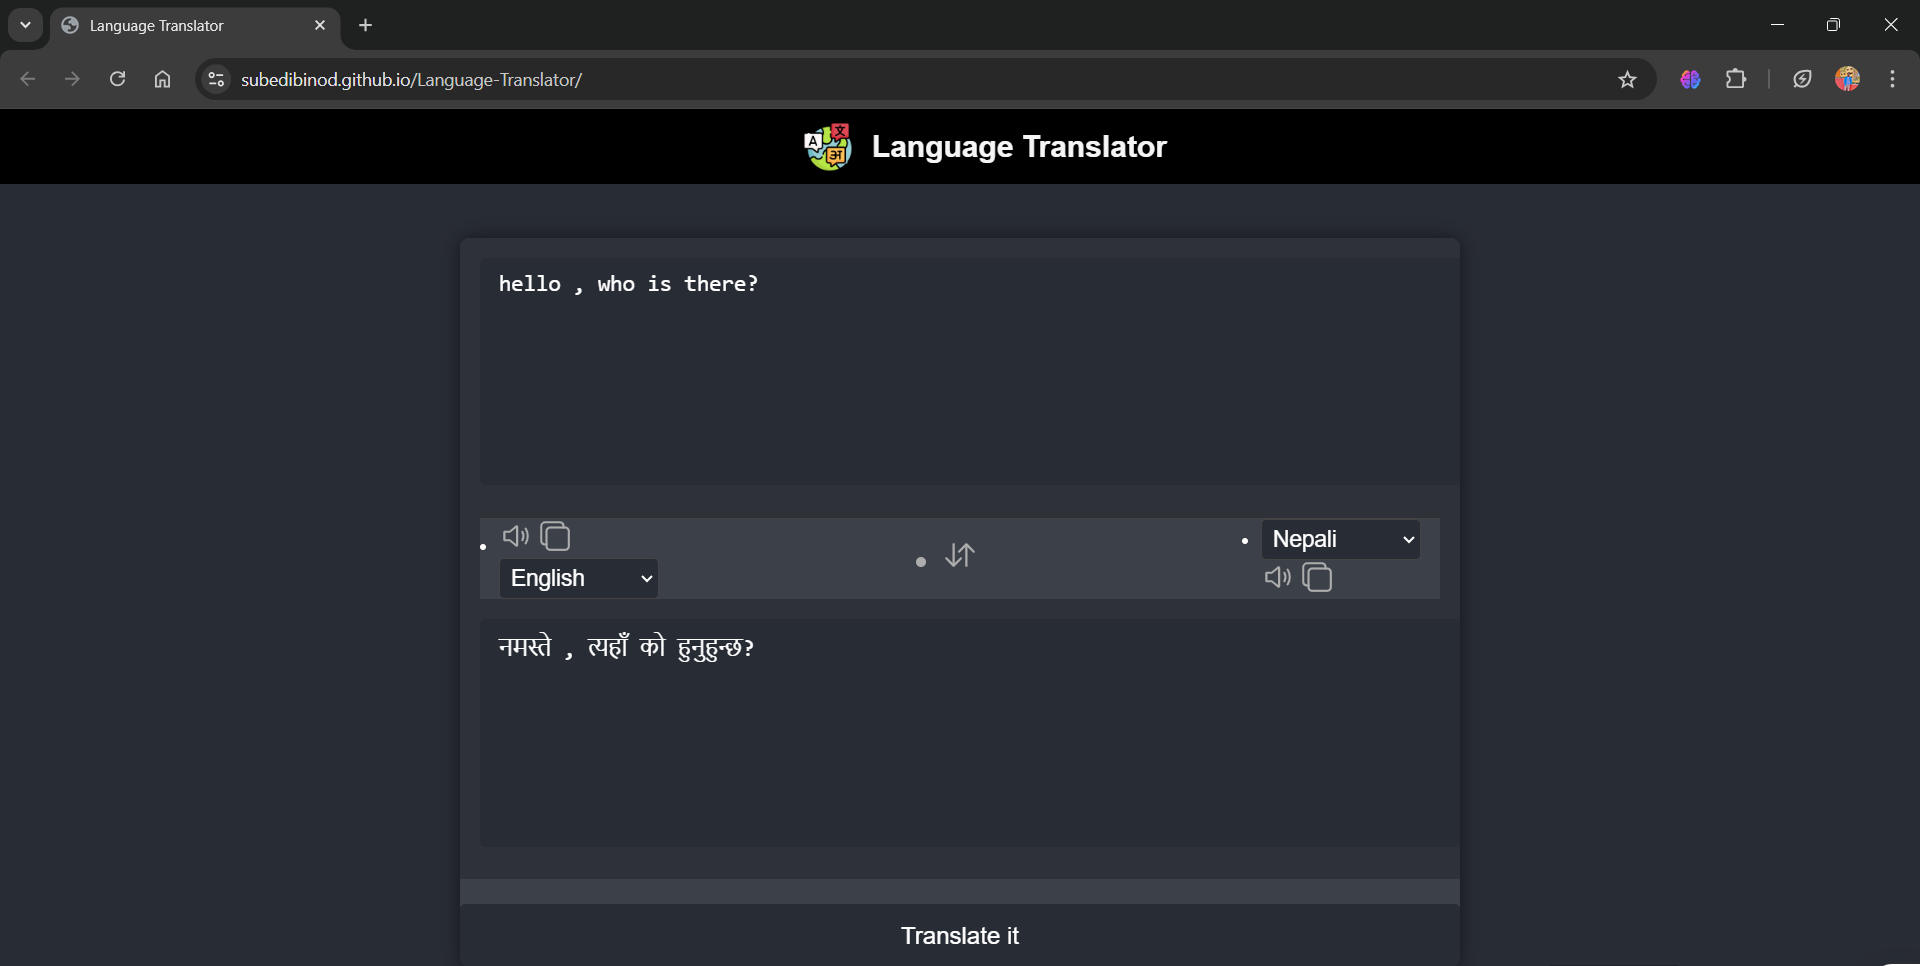 Language Translator
subedibinod.github.io/Language-Translator/
Language Translator
hello , who is there?
English
Nepali
नमस्ते , त्यहाँ को हुनुहुन्छ?
Translate it